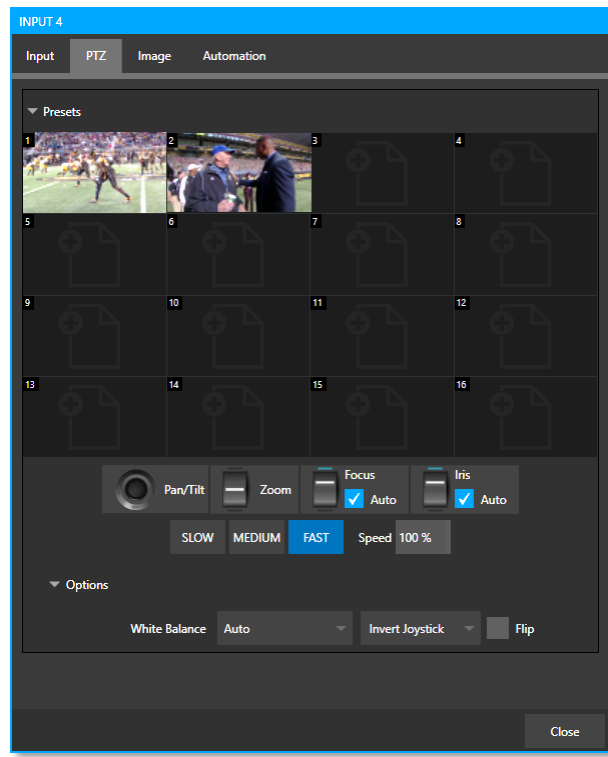 INPUT 4
Input PTZ Image Automation
Presets
1 2 3 4
5 6 7 8
9 10 11 12
13 14 15 16
Pan/Tilt Zoom Focus Auto Iris Auto
SLOW MEDIUM FAST Speed 100 %
Options
White Balance Auto Invert Joystick Flip
Close